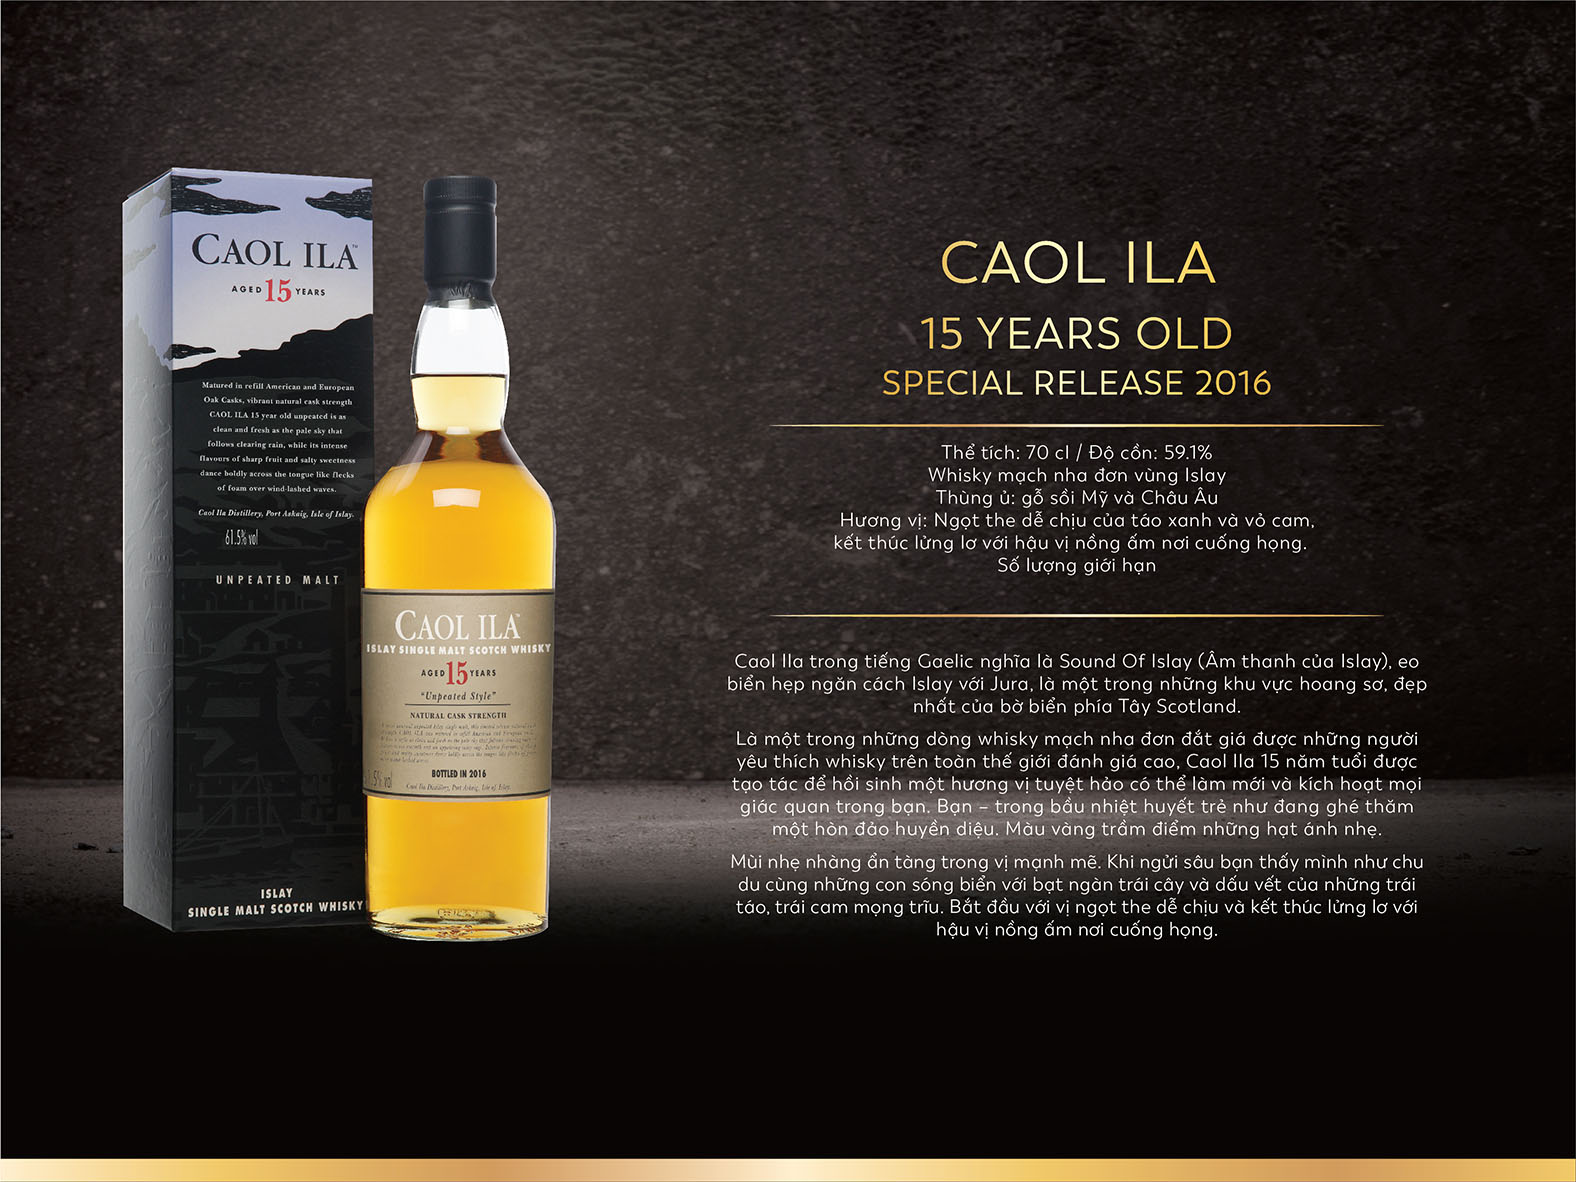 CAOL ILA™
AGED 15 YEARS
Matured in refill American and European
Oak Casks, vibrant natural cask strength
CAOL ILA 15 year old unpeated is as
clean and fresh as the pale sky that
follows clearing rain, while its intense
flavours of sharp fruit and salty sweetness
dance boldly across the tongue like flecks
of foam over wind-lashed waves.
Caol Ila Distillery, Port Askaig, Isle of Islay.
61.5% vol
UNPEATED MALT
ISLAY
SINGLE MALT SCOTCH WHISKY
CAOL ILA™
ISLAY SINGLE MALT SCOTCH WHISKY
AGED 15 YEARS
"Unpeated Style"
NATURAL CASK STRENGTH
BOTTLED IN 2016
Caol Ila Distillery, Port Askaig, Isle of Islay.
CAOL ILA
15 YEARS OLD
SPECIAL RELEASE 2016
Thể tích: 70 cl / Độ cồn: 59.1%
Whisky mạch nha đơn vùng Islay
Thùng ủ: gỗ sồi Mỹ và Châu Âu
Hương vị: Ngọt the dễ chịu của táo xanh và vỏ cam,
kết thúc lửng lơ với hậu vị nồng ấm nơi cuống họng.
Số lượng giới hạn
Caol Ila trong tiếng Gaelic nghĩa là Sound Of Islay (Âm thanh của Islay), eo
biển hẹp ngăn cách Islay với Jura, là một trong những khu vực hoang sơ, đẹp
nhất của bờ biển phía Tây Scotland.
Là một trong những dòng whisky mạch nha đơn đắt giá được những người
yêu thích whisky trên toàn thế giới đánh giá cao, Caol Ila 15 năm tuổi được
tạo tác để hồi sinh một hương vị tuyệt hảo có thể làm mới và kích hoạt mọi
giác quan trong bạn. Bạn – trong bầu nhiệt huyết trẻ như đang ghé thăm
một hòn đảo huyền diệu. Màu vàng trầm điểm những hạt ánh nhẹ.
Mùi nhẹ nhàng ẩn tàng trong vị mạnh mẽ. Khi ngửi sâu bạn thấy mình như chu
du cùng những con sóng biển với bạt ngàn trái cây và dấu vết của những trái
táo, trái cam mọng trĩu. Bắt đầu với vị ngọt the dễ chịu và kết thúc lửng lơ với
hậu vị nồng ấm nơi cuống họng.